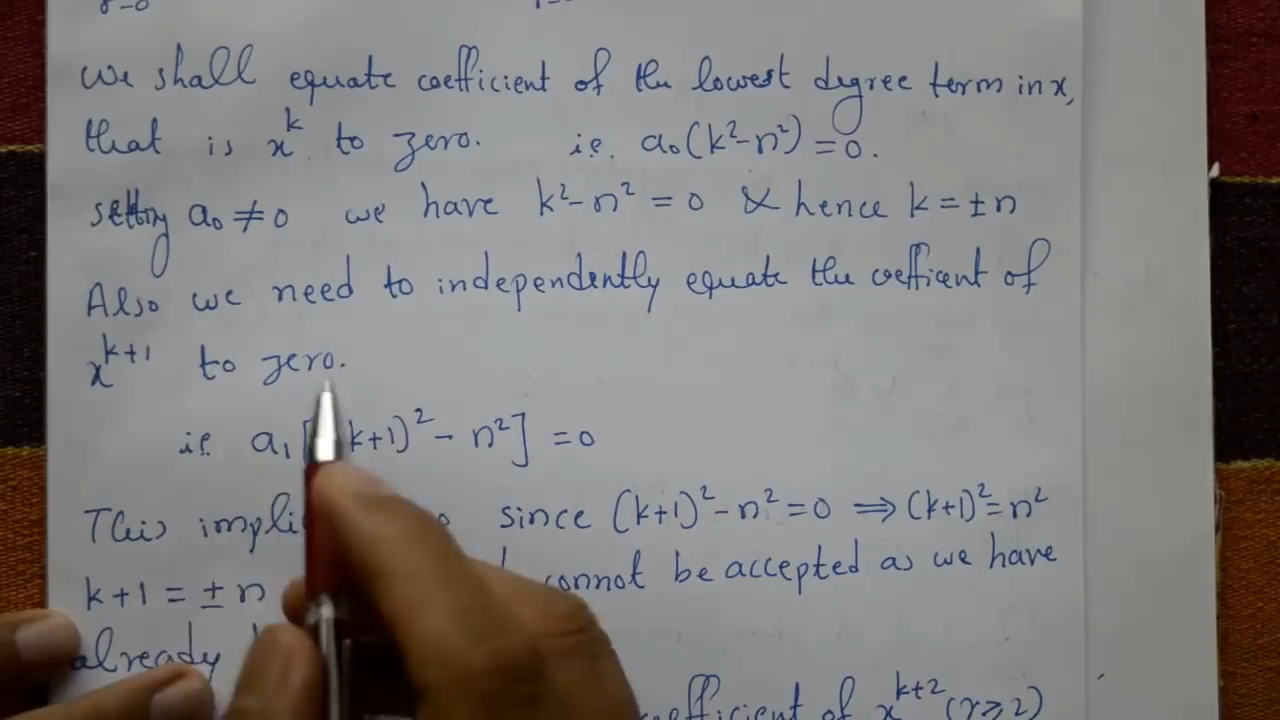 We shall equate coefficient of the lowest degree term in x,
that is x^k to zero. i.e. a₀(k²-n²)=0.
setting a₀ ≠ 0 we have k²-n² = 0 & hence k = ±n
Also we need to independently equate the coefficent of
x^{k+1} to zero.
i.e. a₁[ k+1)² - n²] = 0
This since (k+1)²-n²=0 ⇒ (k+1)²=n²
k+1 = ±n cannot be accepted as we have
already
of x^{k+2} (r⩾2)